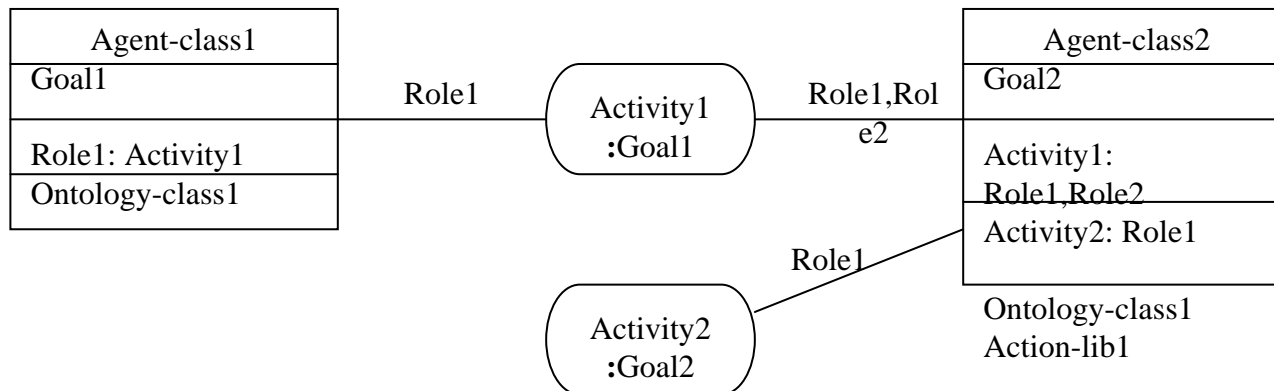 Agent-class1
Goal1
Role1: Activity1
Ontology-class1
Role1
Activity1
:Goal1
Role1,Rol
e2
Agent-class2
Goal2
Activity1:
Role1,Role2
Activity2: Role1
Ontology-class1
Action-lib1
Role1
Activity2
:Goal2